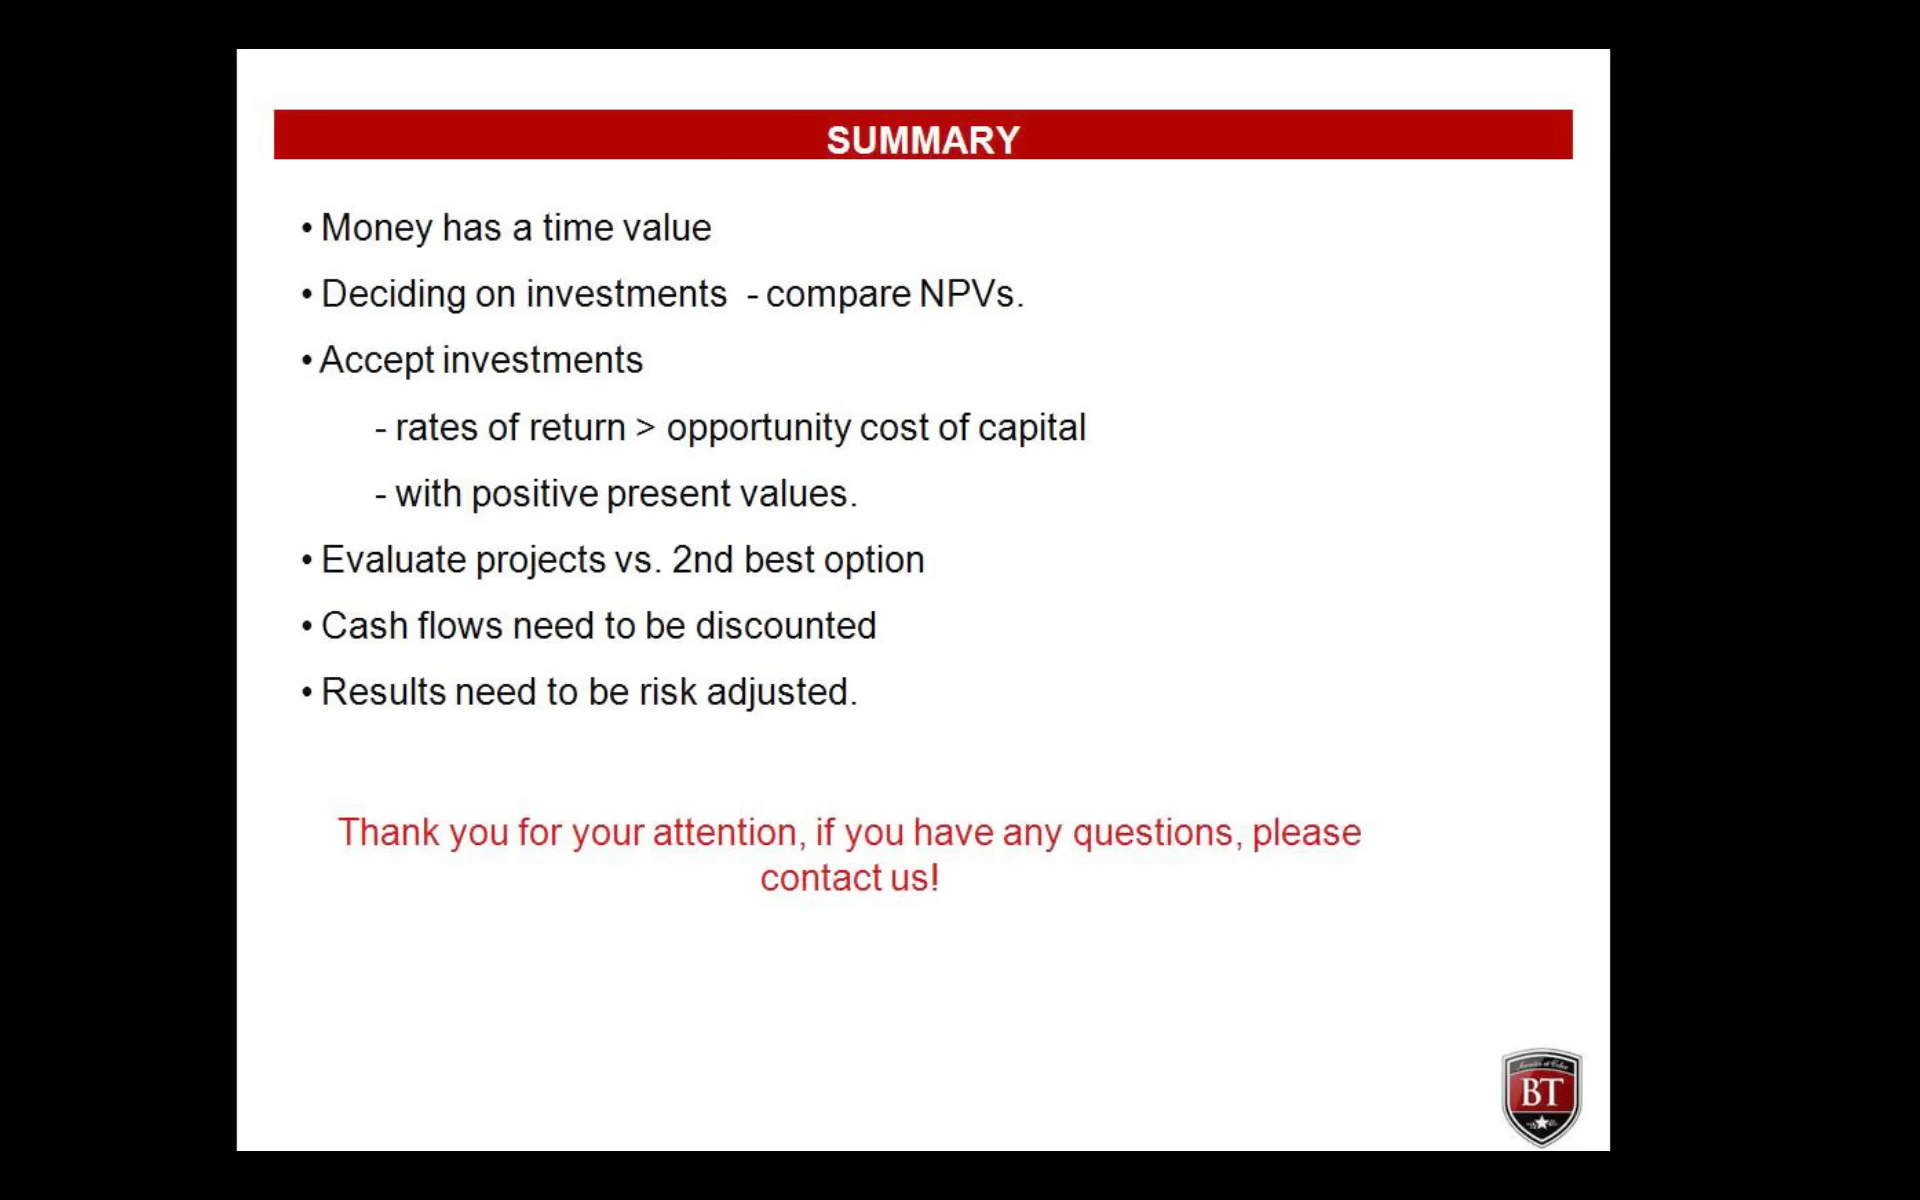 SUMMARY
• Money has a time value
• Deciding on investments - compare NPVs.
• Accept investments
- rates of return > opportunity cost of capital
- with positive present values.
• Evaluate projects vs. 2nd best option
• Cash flows need to be discounted
• Results need to be risk adjusted.
Thank you for your attention, if you have any questions, please
contact us!
BT